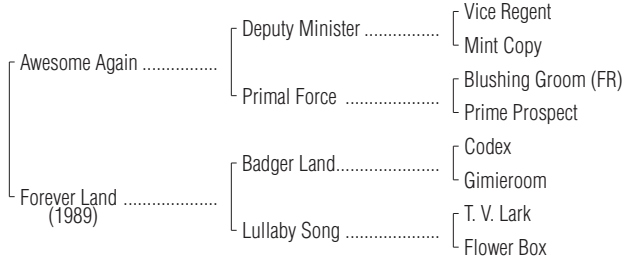 Vice Regent
Deputy Minister ..................
Mint Copy
Awesome Again ................
Blushing Groom (FR)
Primal Force ......................
Prime Prospect
Codex
Badger Land........................
Gimieroom
Forever Land ....................
(1989)
T. V. Lark
Lullaby Song ......................
Flower Box